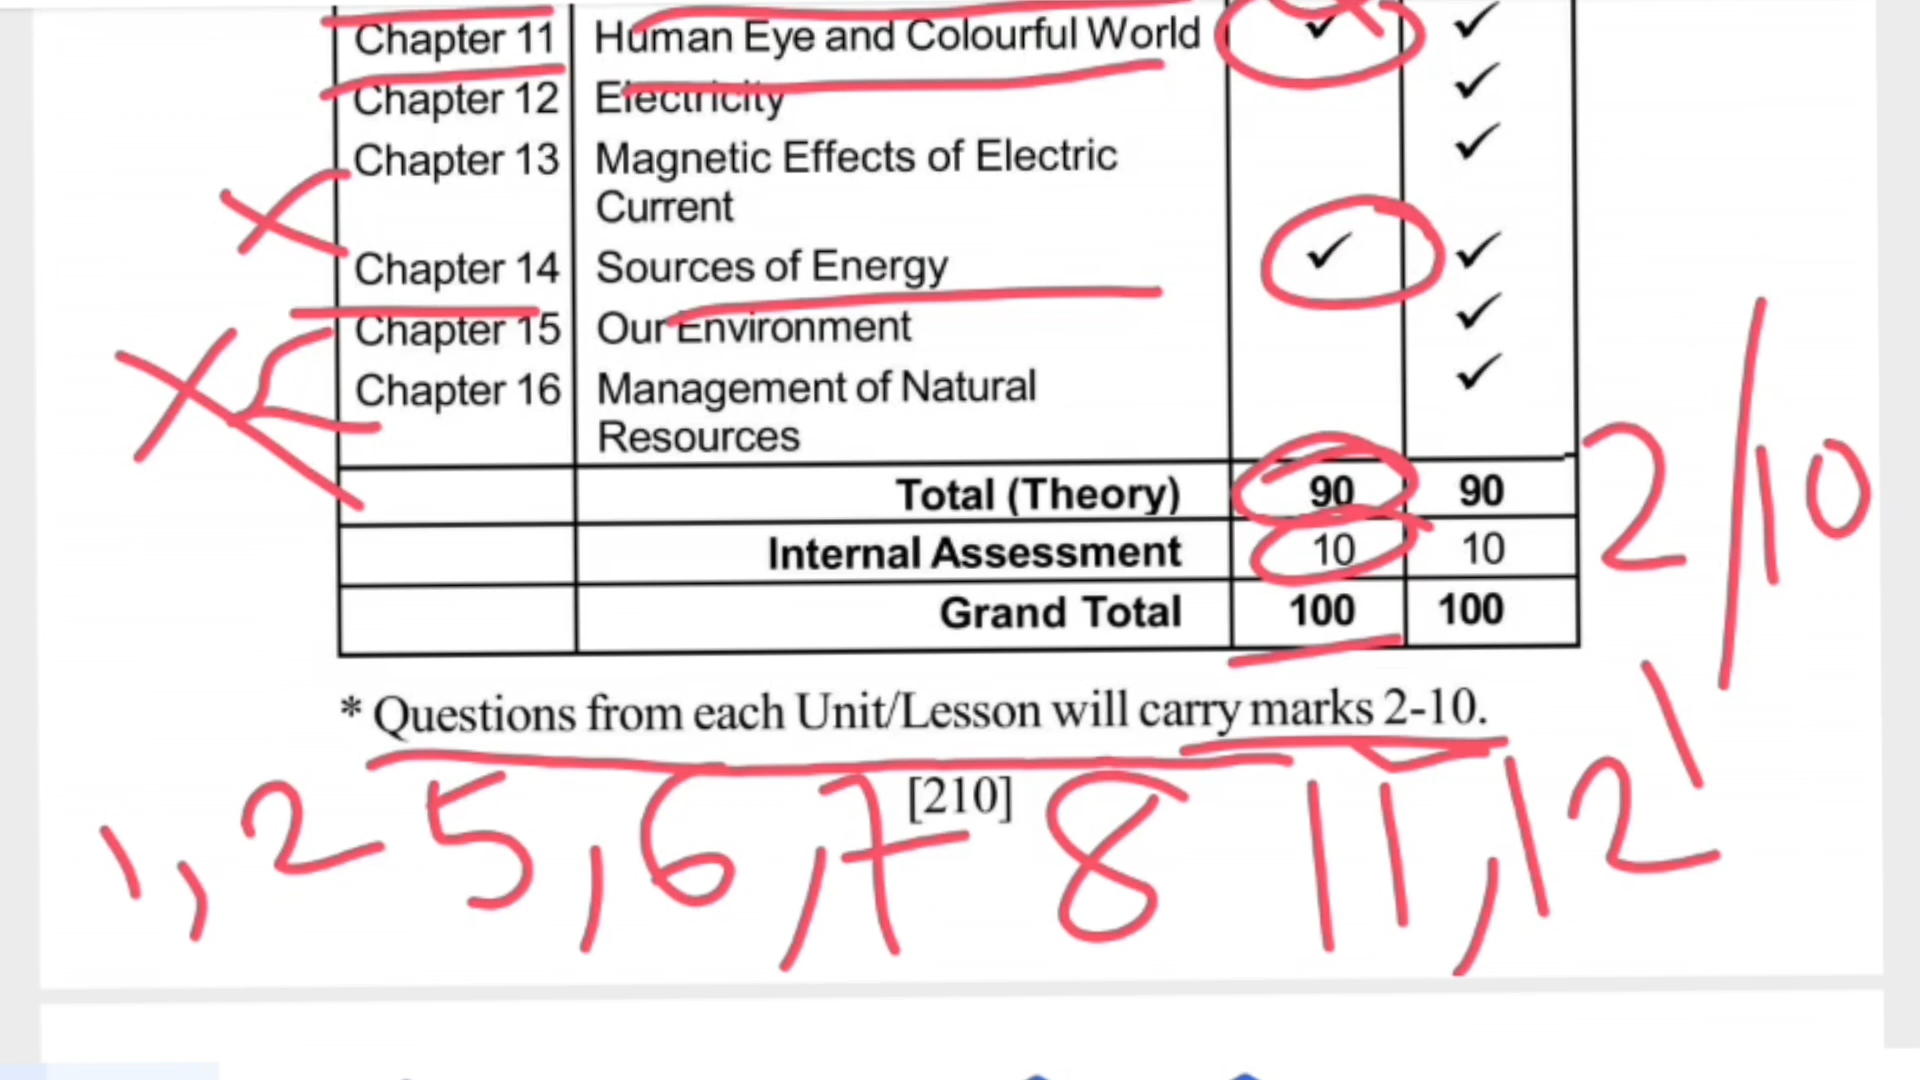 Chapter 11 Human Eye and Colourful World ✓ ✓
Chapter 12 Electricity ✓
Chapter 13 Magnetic Effects of Electric Current ✓
Chapter 14 Sources of Energy ✓ ✓
Chapter 15 Our Environment ✓
Chapter 16 Management of Natural Resources ✓
Total (Theory) 90 90
Internal Assessment 10 10
Grand Total 100 100
2/10
* Questions from each Unit/Lesson will carry marks 2-10.
[210]
1, 2 5, 6, 7 8 11, 12